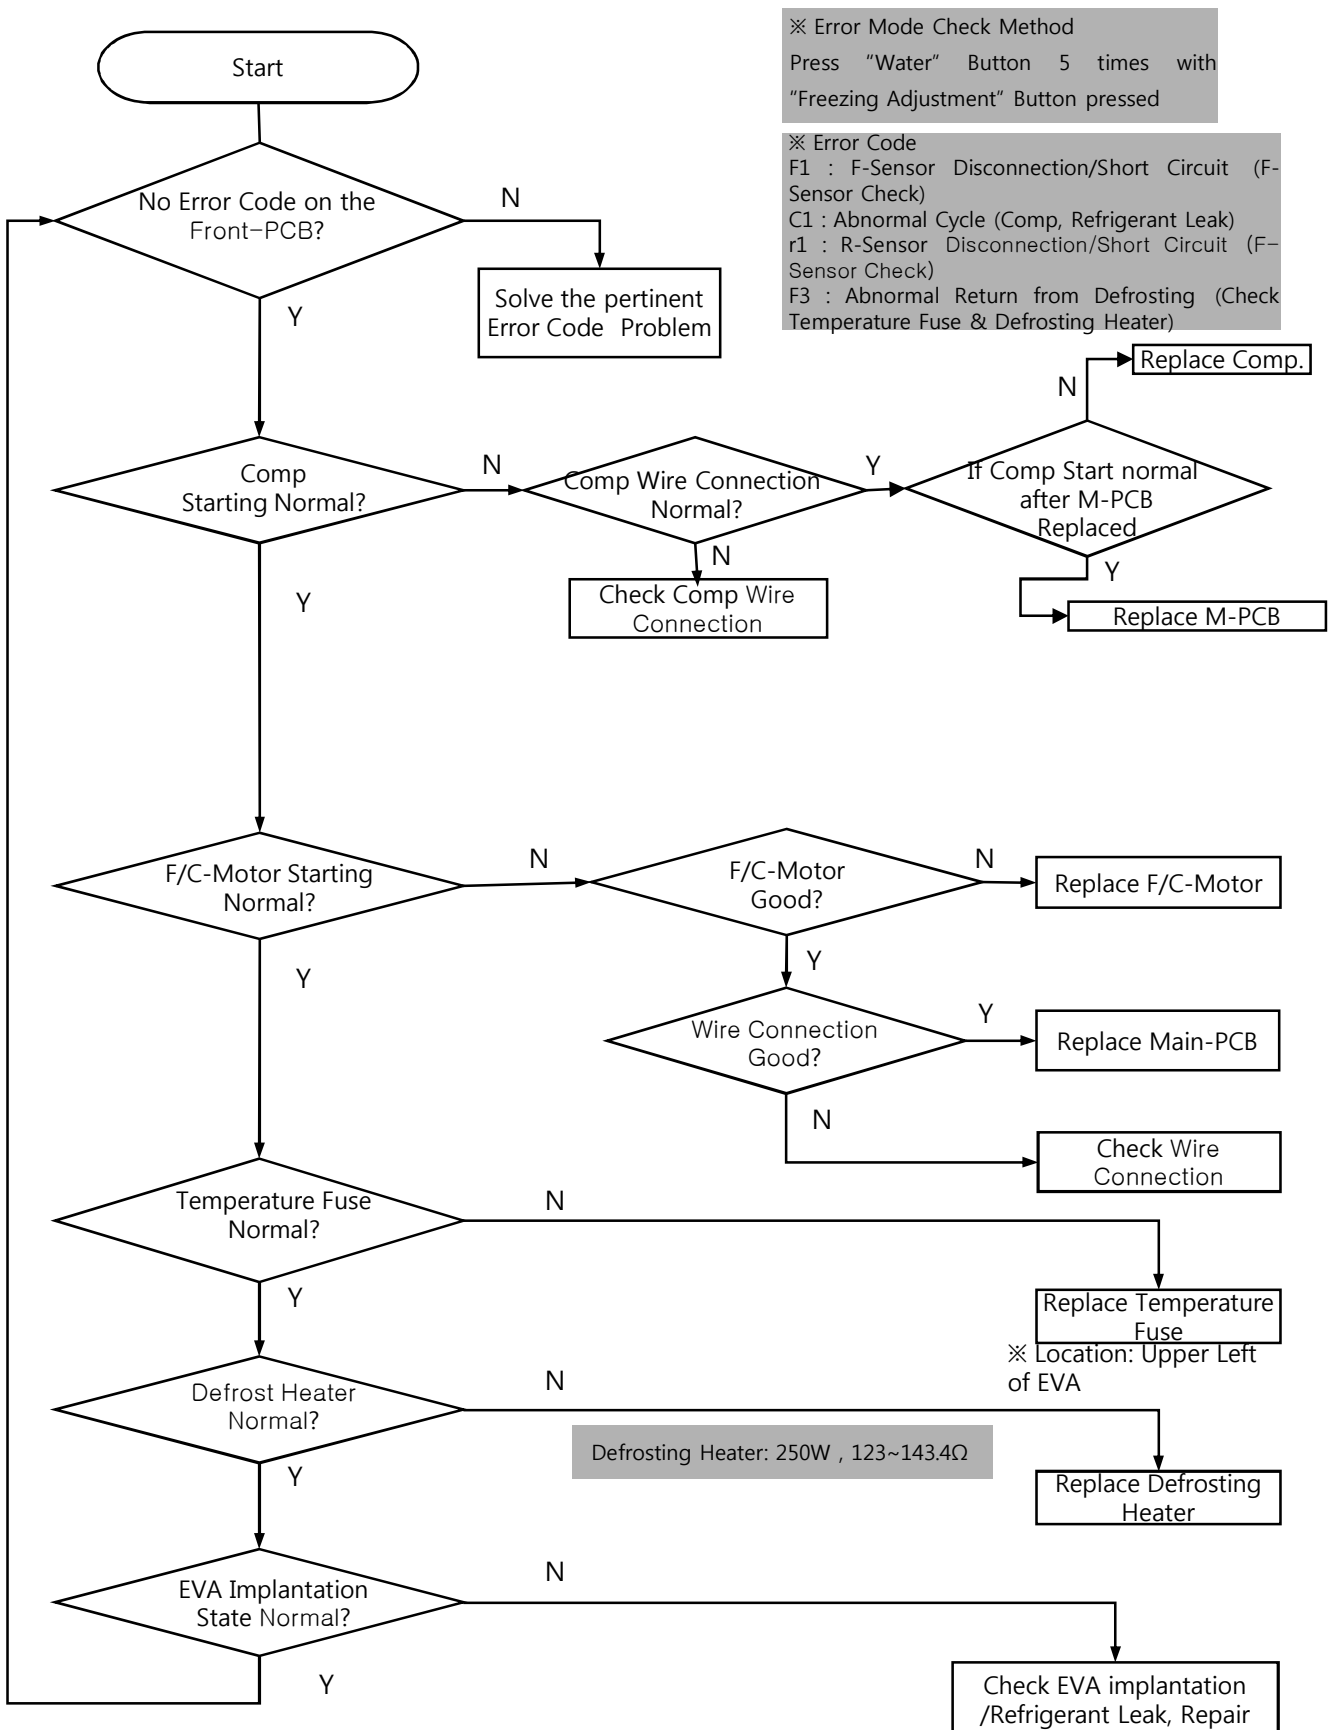 ※ Error Mode Check Method
Press “Water” Button 5 times with
“Freezing Adjustment” Button pressed
※ Error Code
F1 : F-Sensor Disconnection/Short Circuit (F-
Sensor Check)
C1 : Abnormal Cycle (Comp, Refrigerant Leak)
r1 : R-Sensor Disconnection/Short Circuit (F-
Sensor Check)
F3 : Abnormal Return from Defrosting (Check
Temperature Fuse & Defrosting Heater)
Start
No Error Code on the
Front-PCB?
N
Solve the pertinent
Error Code Problem
Y
Comp
Starting Normal?
N
Comp Wire Connection
Normal?
Y
If Comp Start normal
after M-PCB
Replaced
N
Replace Comp.
Y
Replace M-PCB
N
Check Comp Wire
Connection
Y
F/C-Motor Starting
Normal?
N
F/C-Motor
Good?
N
Replace F/C-Motor
Y
Wire Connection
Good?
Y
Replace Main-PCB
N
Check Wire
Connection
Y
Temperature Fuse
Normal?
N
Replace Temperature
Fuse
※ Location: Upper Left
of EVA
Y
Defrost Heater
Normal?
N
Defrosting Heater: 250W , 123~143.4Ω
Replace Defrosting
Heater
Y
EVA Implantation
State Normal?
N
Check EVA implantation
/Refrigerant Leak, Repair
Y